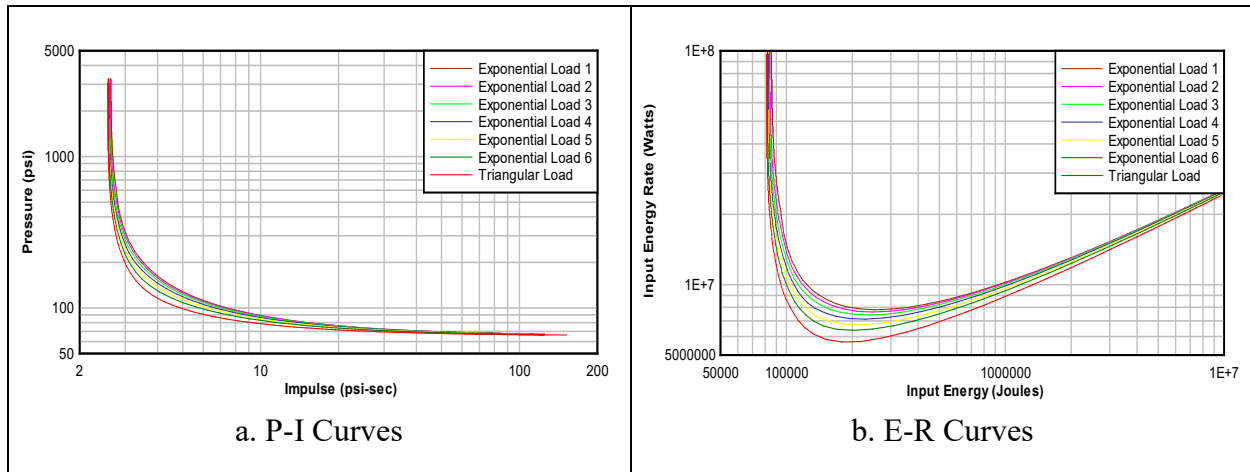 5000
1000
100
50
Pressure (psi)
2
10
100
200
Impulse (psi-sec)
Exponential Load 1
Exponential Load 2
Exponential Load 3
Exponential Load 4
Exponential Load 5
Exponential Load 6
Triangular Load
a. P-I Curves
1E+8
1E+7
5000000
Input Energy Rate (Watts)
50000
100000
1000000
1E+7
Input Energy (Joules)
Exponential Load 1
Exponential Load 2
Exponential Load 3
Exponential Load 4
Exponential Load 5
Exponential Load 6
Triangular Load
b. E-R Curves